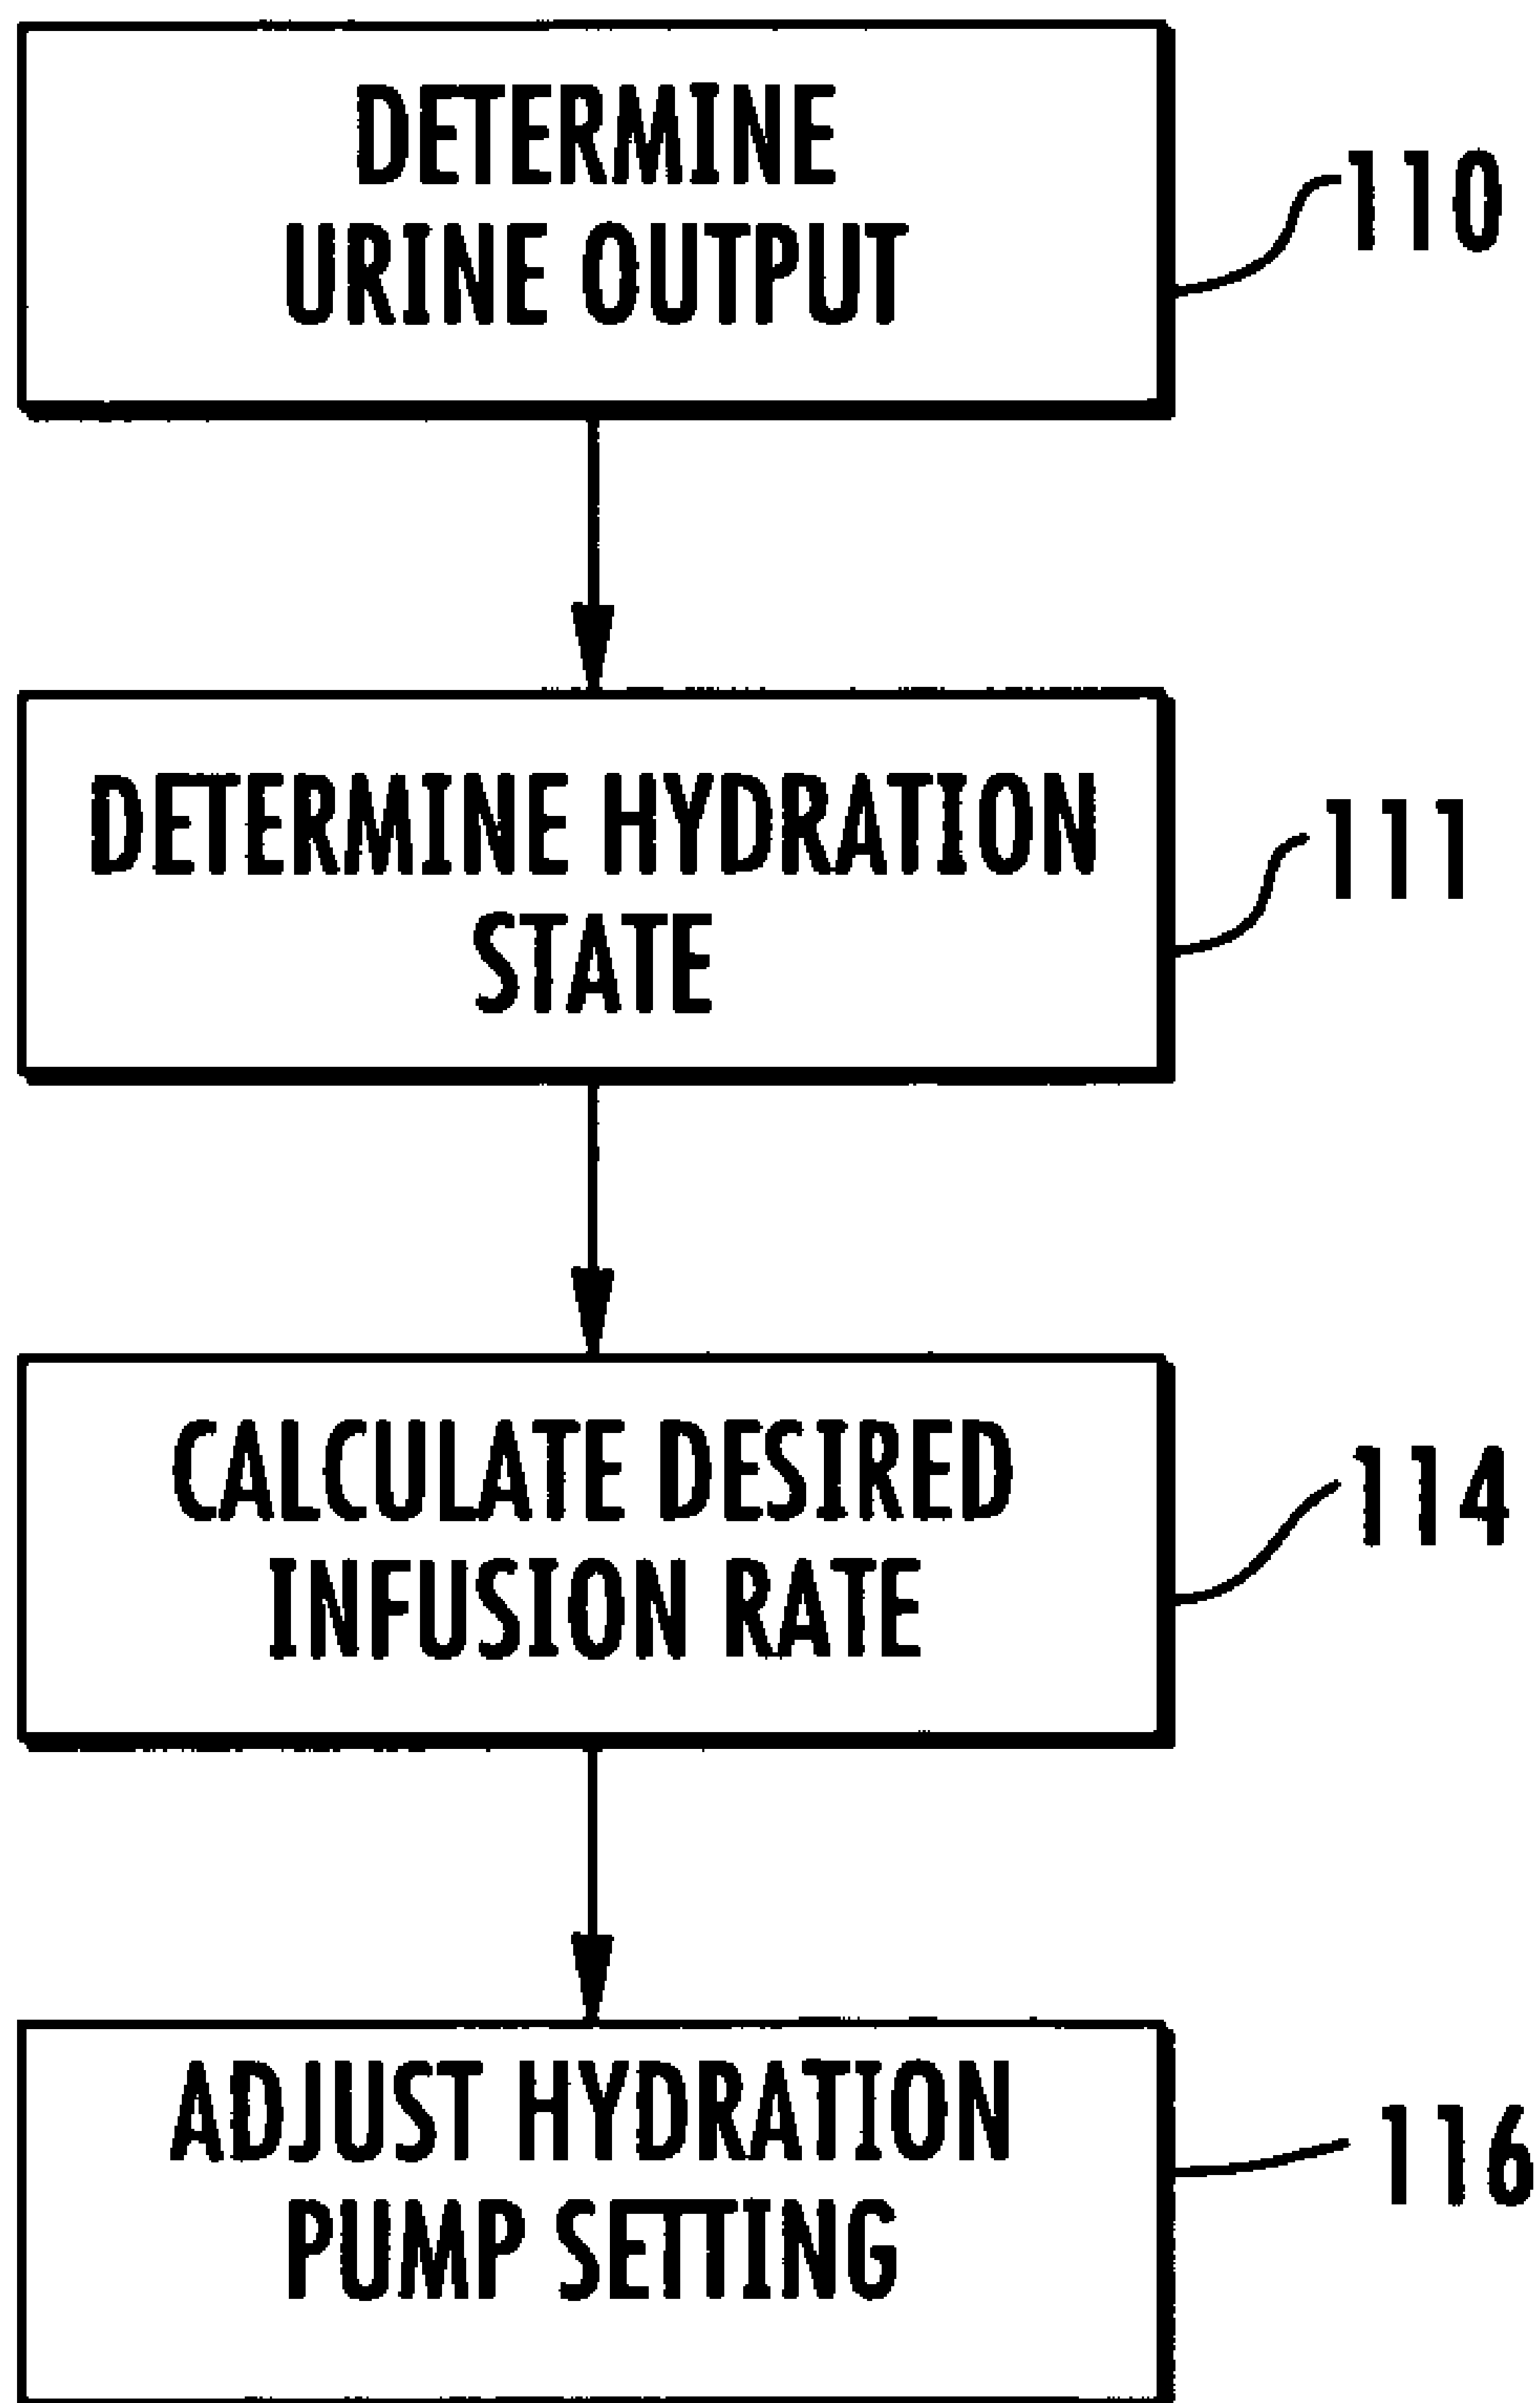 DETERMINE
URINE OUTPUT
110
DETERMINE HYDRATION
STATE
111
CALCULATE DESIRED
INFUSION RATE
114
ADJUST HYDRATION
PUMP SETTING
116